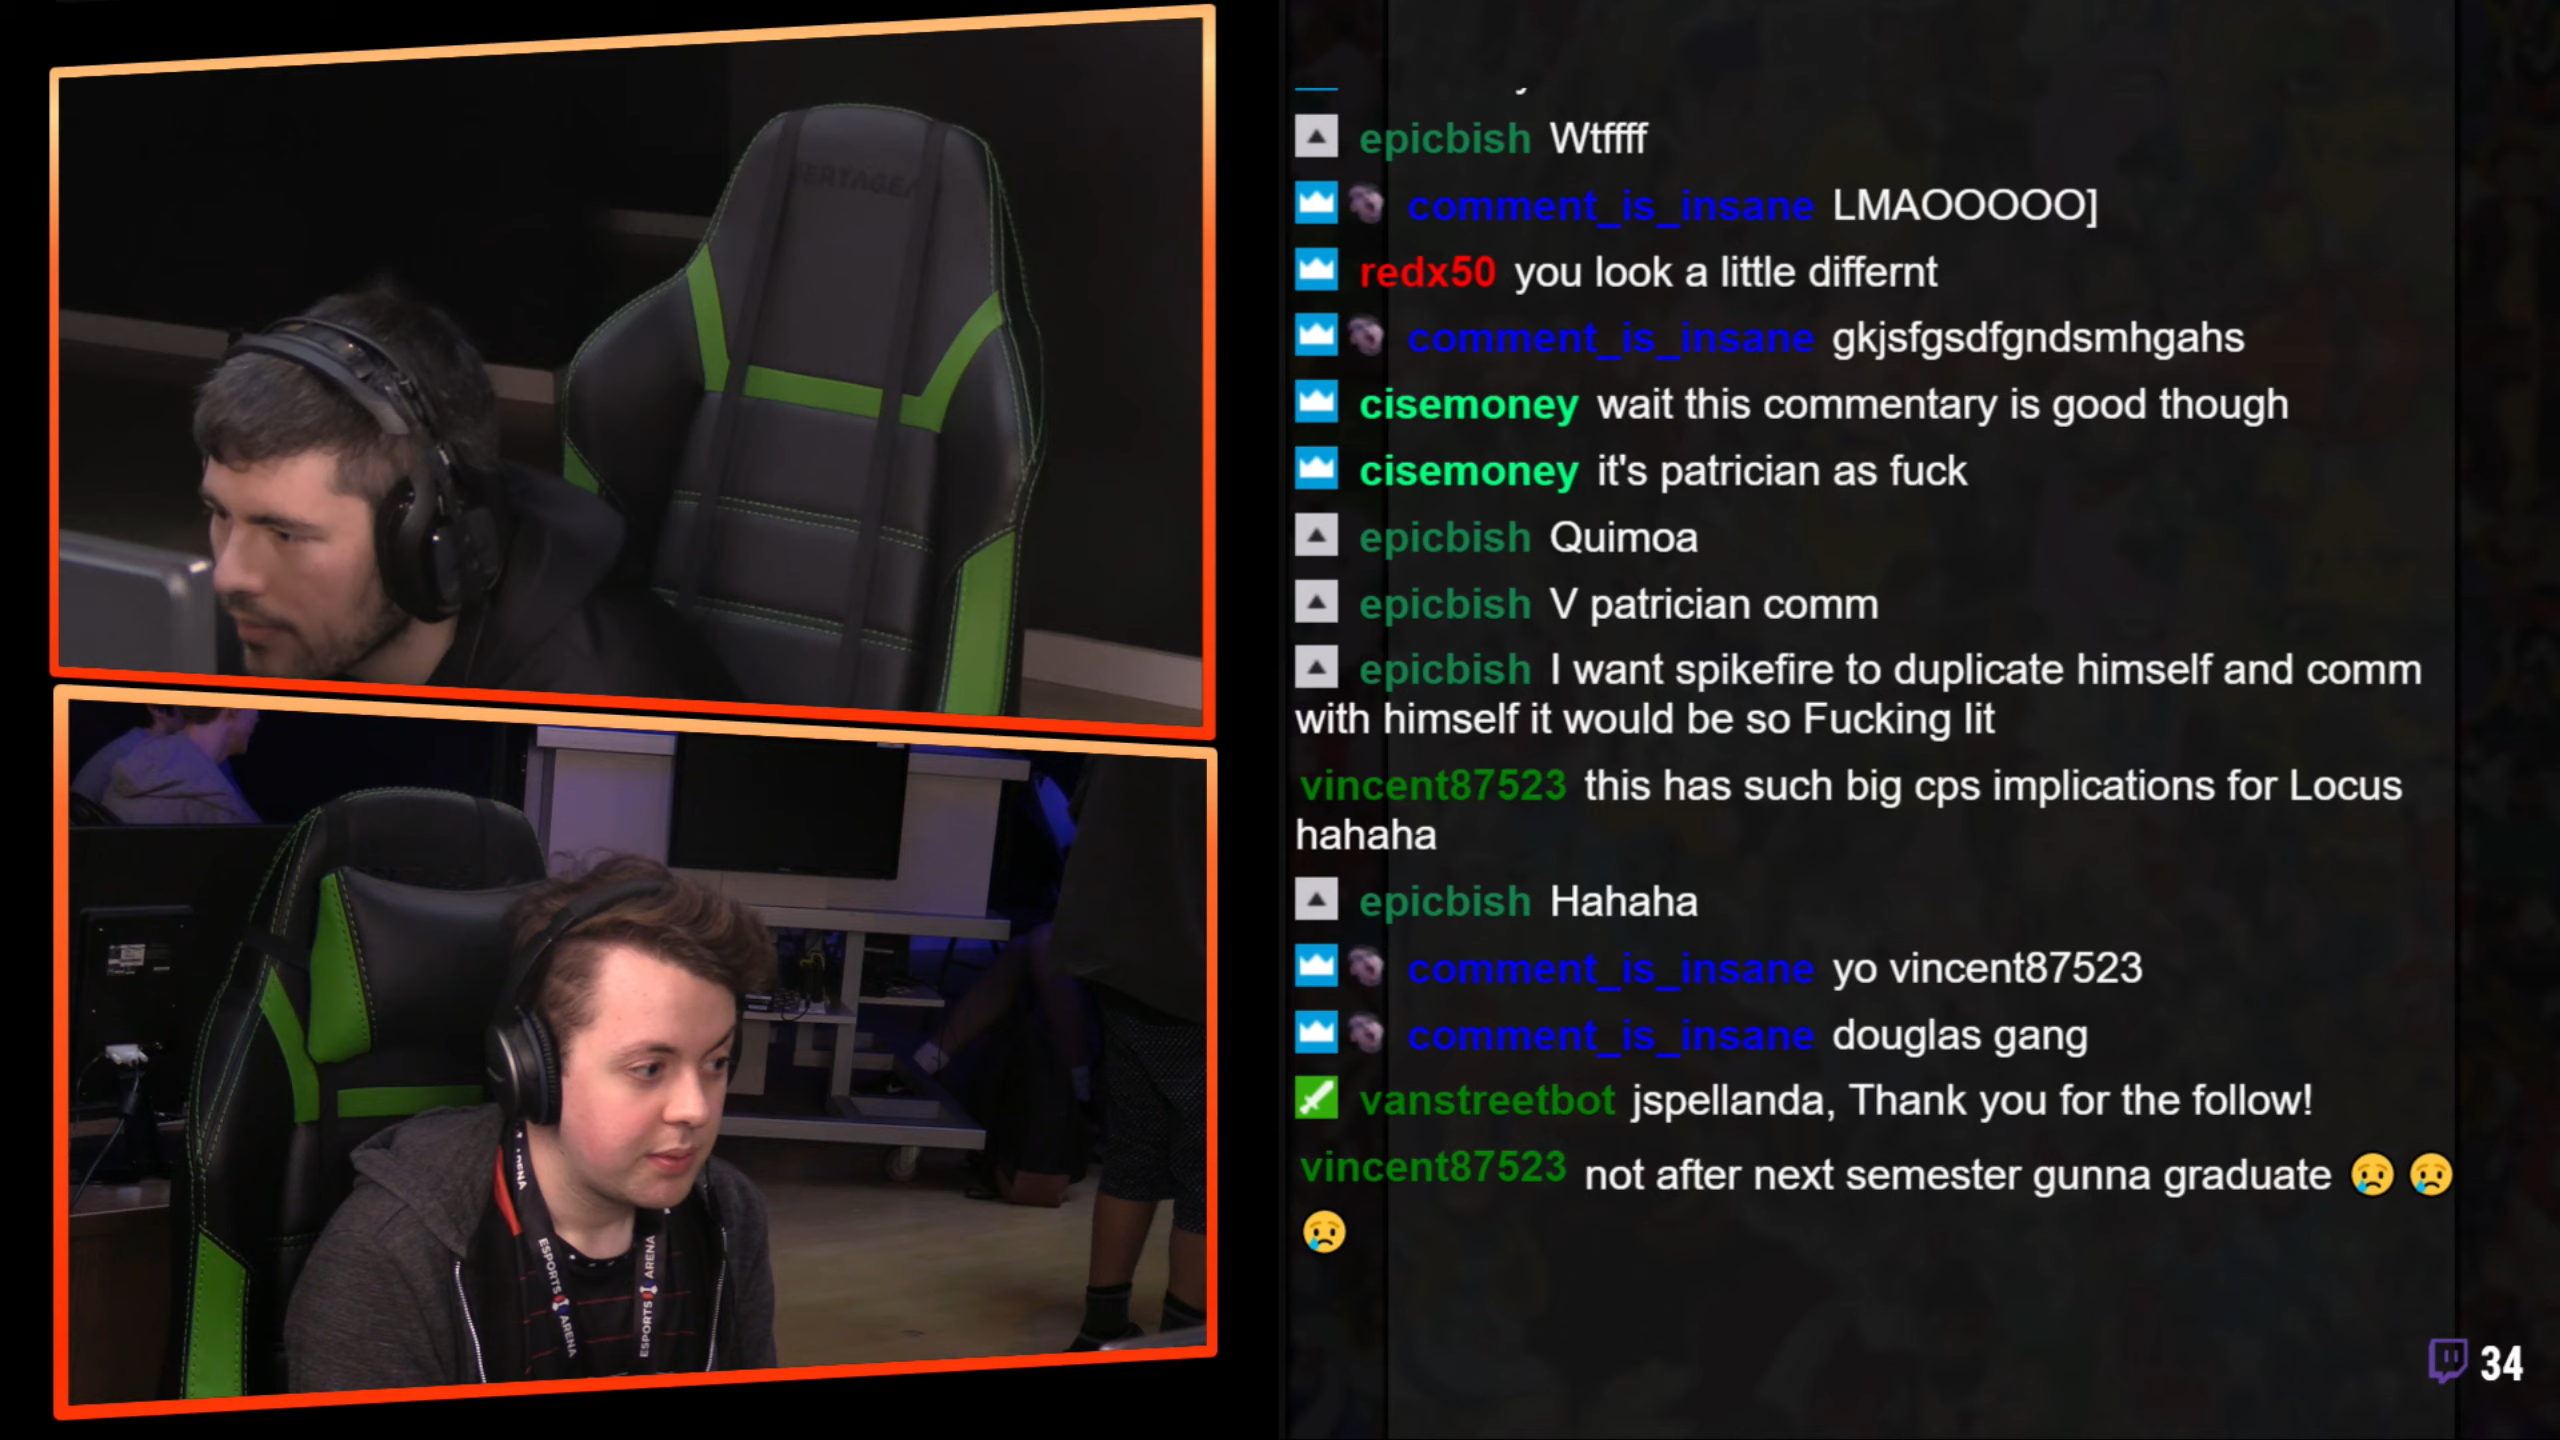 epicbish Wtffff
comment_is_insane LMAOOOOO]
redx50 you look a little differnt
comment_is_insane gkjsfgsdfgndsmhgahs
cisemoney wait this commentary is good though
cisemoney it's patrician as fuck
epicbish Quimoa
epicbish V patrician comm
epicbish I want spikefire to duplicate himself and comm
with himself it would be so Fucking lit
vincent87523 this has such big cps implications for Locus
hahaha
epicbish Hahaha
comment_is_insane yo vincent87523
comment_is_insane douglas gang
vanstreetbot jspellanda, Thank you for the follow!
vincent87523 not after next semester gunna graduate 😢 😢
😢
34
ESPORTS ARENA
ESPORTS ARENA